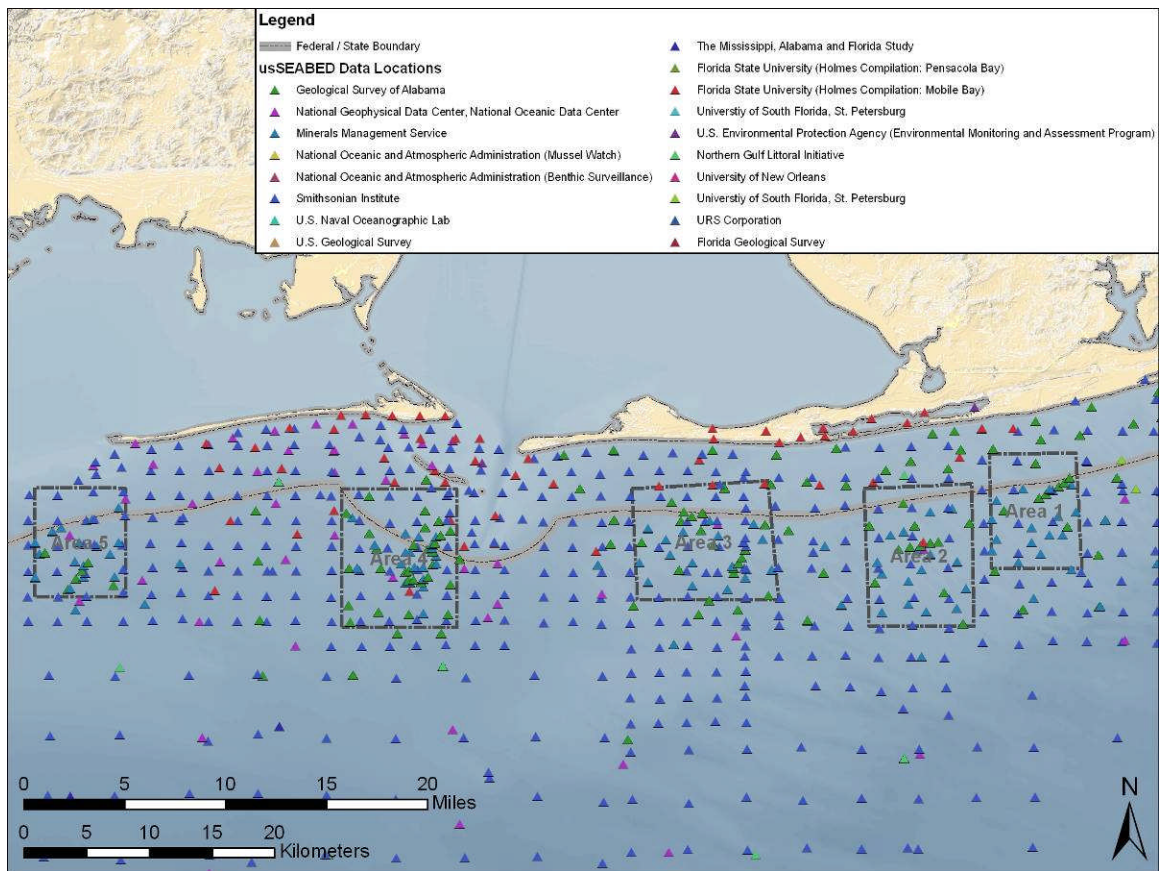 Legend
Federal / State Boundary
usSEABED Data Locations
Geological Survey of Alabama
National Geophysical Data Center, National Oceanic Data Center
Minerals Management Service
National Oceanic and Atmospheric Administration (Mussel Watch)
National Oceanic and Atmospheric Administration (Benthic Surveillance)
Smithsonian Institute
U.S. Naval Oceanographic Lab
U.S. Geological Survey
The Mississippi, Alabama and Florida Study
Florida State University (Holmes Compilation: Pensacola Bay)
Florida State University (Holmes Compilation: Mobile Bay)
Universtiy of South Florida, St. Petersburg
U.S. Environmental Protection Agency (Environmental Monitoring and Assessment Program)
Northern Gulf Littoral Initiative
University of New Orleans
Universtiy of South Florida, St. Petersburg
URS Corporation
Florida Geological Survey
Area 5
Area 4
Area 3
Area 2
Area 1
0 5 10 15 20
Miles
0 5 10 15 20
Kilometers
N